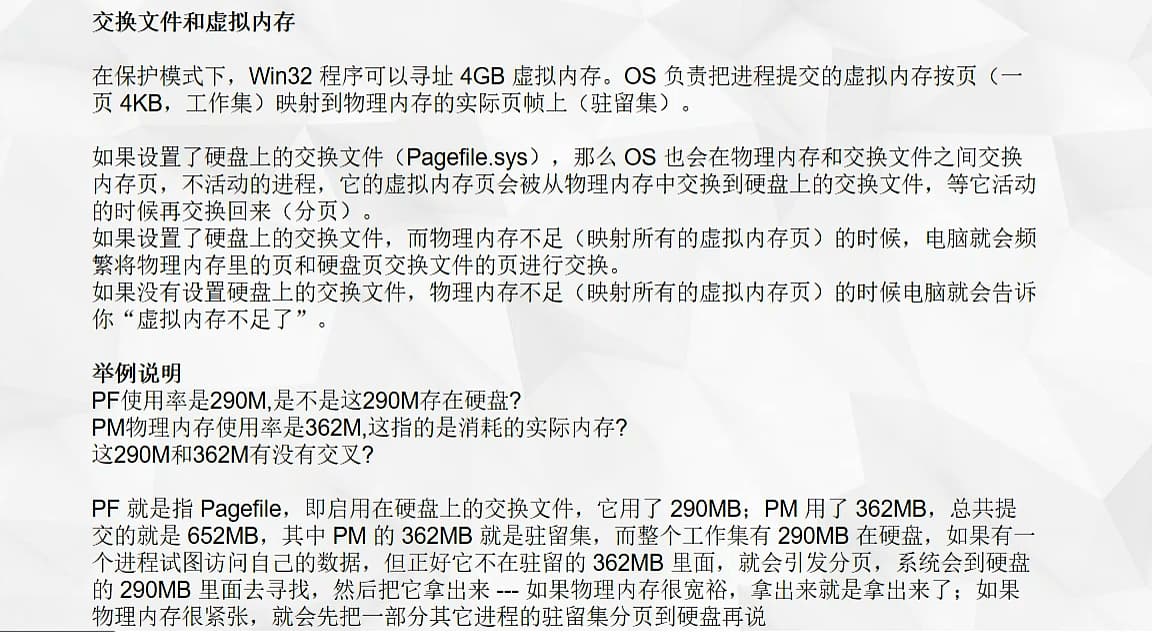 交换文件和虚拟内存
在保护模式下，Win32 程序可以寻址 4GB 虚拟内存。OS 负责把进程提交的虚拟内存按页（一
页 4KB，工作集）映射到物理内存的实际页帧上（驻留集）。
如果设置了硬盘上的交换文件（Pagefile.sys），那么 OS 也会在物理内存和交换文件之间交换
内存页，不活动的进程，它的虚拟内存页会被从物理内存中交换到硬盘上的交换文件，等它活动
的时候再交换回来（分页）。
如果设置了硬盘上的交换文件，而物理内存不足（映射所有的虚拟内存页）的时候，电脑就会频
繁将物理内存里的页和硬盘页交换文件的页进行交换。
如果没有设置硬盘上的交换文件，物理内存不足（映射所有的虚拟内存页）的时候电脑就会告诉
你“虚拟内存不足了”。
举例说明
PF使用率是290M,是不是这290M存在硬盘?
PM物理内存使用率是362M,这指的是消耗的实际内存?
这290M和362M有没有交叉?
PF 就是指 Pagefile，即启用在硬盘上的交换文件，它用了 290MB；PM 用了 362MB，总共提
交的就是 652MB，其中 PM 的 362MB 就是驻留集，而整个工作集有 290MB 在硬盘，如果有一
个进程试图访问自己的数据，但正好它不在驻留的 362MB 里面，就会引发分页，系统会到硬盘
的 290MB 里面去寻找，然后把它拿出来 --- 如果物理内存很宽裕，拿出来就是拿出来了；如果
物理内存很紧张，就会先把一部分其它进程的驻留集分页到硬盘再说